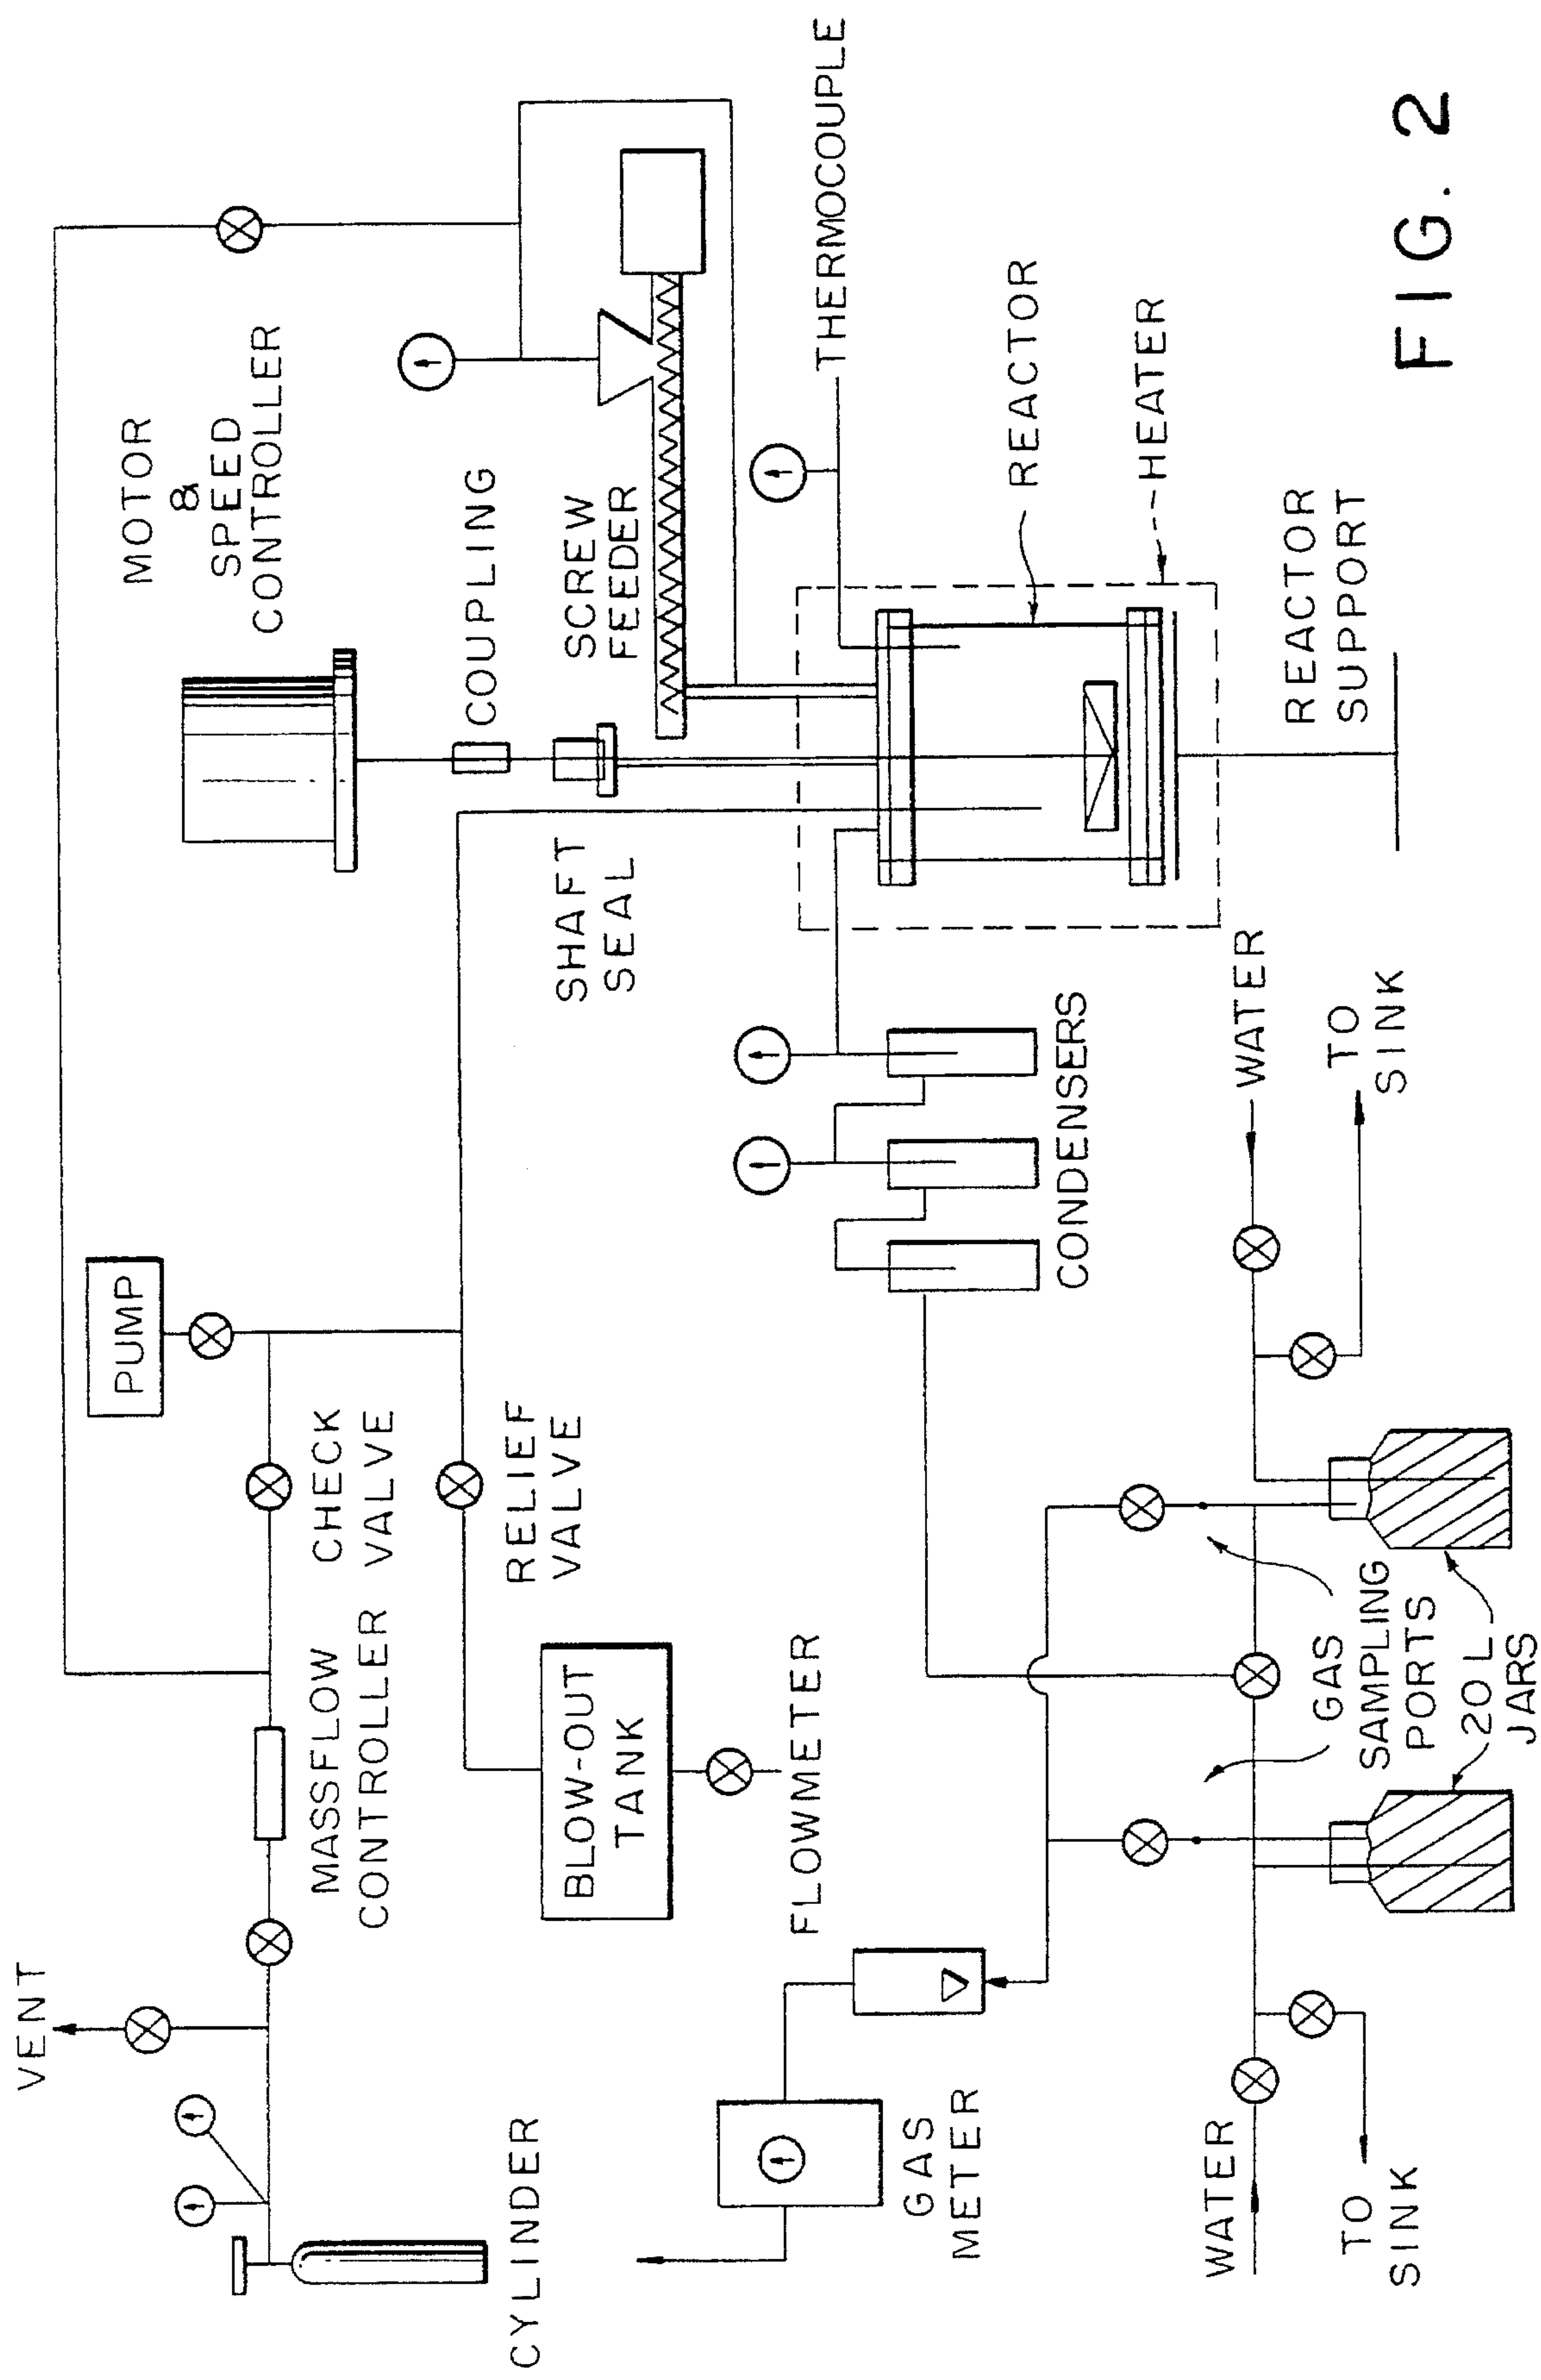 VENT
PUMP
MOTOR
&
SPEED
CONTROLLER
CHECK
VALVE
MASSFLOW
CONTROLLER
COUPLING
CYLINDER
RELIEF
VALVE
SHAFT
SEAL
SCREW
FEEDER
BLOW-OUT
TANK
FLOWMETER
THERMOCOUPLE
GAS
METER
CONDENSERS
REACTOR
HEATER
WATER
WATER
TO
SINK
REACTOR
SUPPORT
GAS
SAMPLING
PORTS
20 L
JARS
TO
SINK
FIG. 2